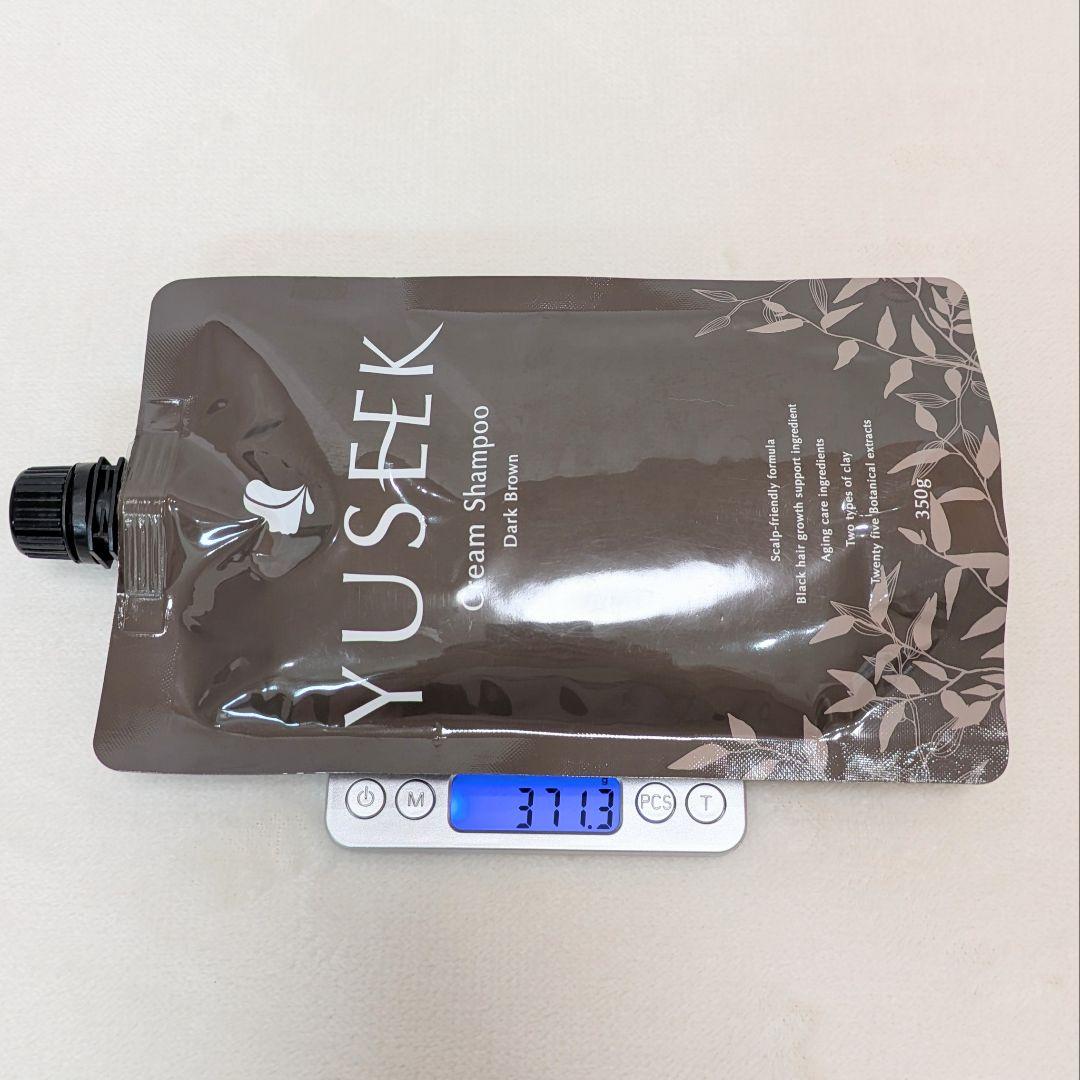 YUSEEK
Cream Shampoo
Dark Brown
Scalp-friendly formula
Black hair growth support ingredient
Aging care ingredients
Two types of clay
Twenty five Botanical extracts
350g
M
g
371.3
PCS
T